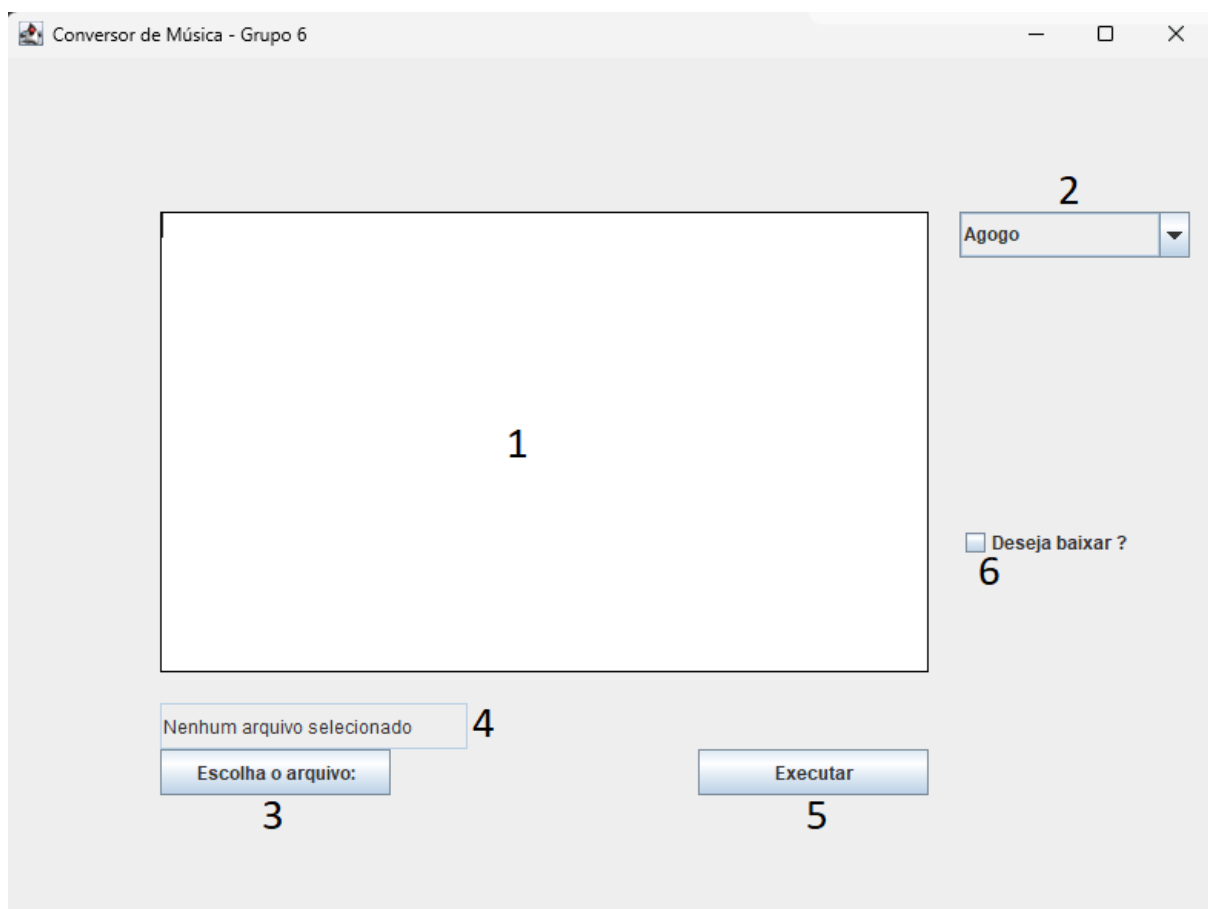 Conversor de Música - Grupo 6
2
Agogo
1
Deseja baixar ?
6
Nenhum arquivo selecionado
4
Escolha o arquivo:
Executar
3
5